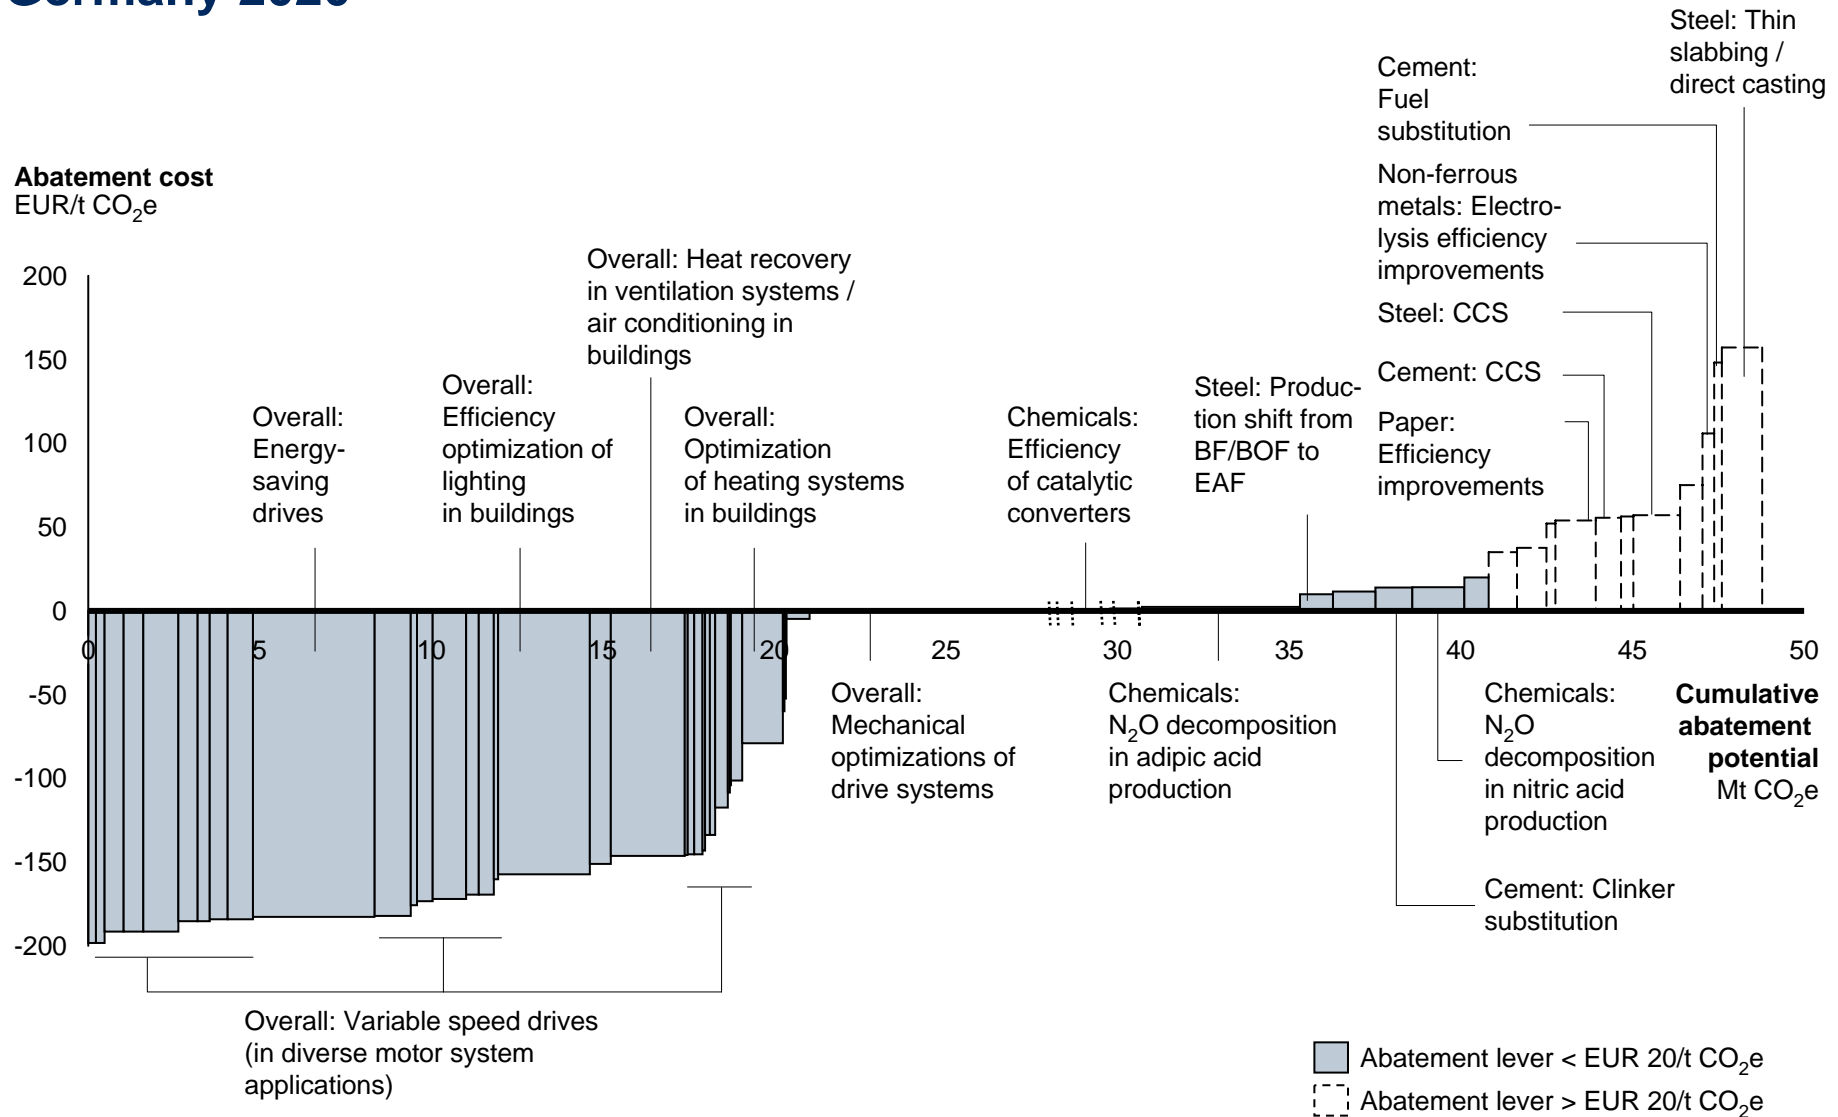 Germany 2020
Steel: Thin
slabbing /
direct casting
Cement:
Fuel
substitution
Non-ferrous
metals: Electro-
lysis efficiency
improvements
Steel: CCS
Cement: CCS
Paper:
Efficiency
improvements
Abatement cost
EUR/t CO₂e
Overall: Heat recovery
in ventilation systems /
air conditioning in
buildings
Overall:
Energy-
saving
drives
Overall:
Efficiency
optimization of
lighting
in buildings
Overall:
Optimization
of heating systems
in buildings
Chemicals:
Efficiency
of catalytic
converters
Steel: Produc-
tion shift from
BF/BOF to
EAF
200
150
100
50
0
-50
-100
-150
-200
0 5 10 15 20 25 30 35 40 45 50
Overall:
Mechanical
optimizations of
drive systems
Chemicals:
N₂O decomposition
in adipic acid
production
Chemicals:
N₂O
decomposition
in nitric acid
production
Cumulative
abatement
potential
Mt CO₂e
Cement: Clinker
substitution
Overall: Variable speed drives
(in diverse motor system
applications)
Abatement lever < EUR 20/t CO₂e
Abatement lever > EUR 20/t CO₂e